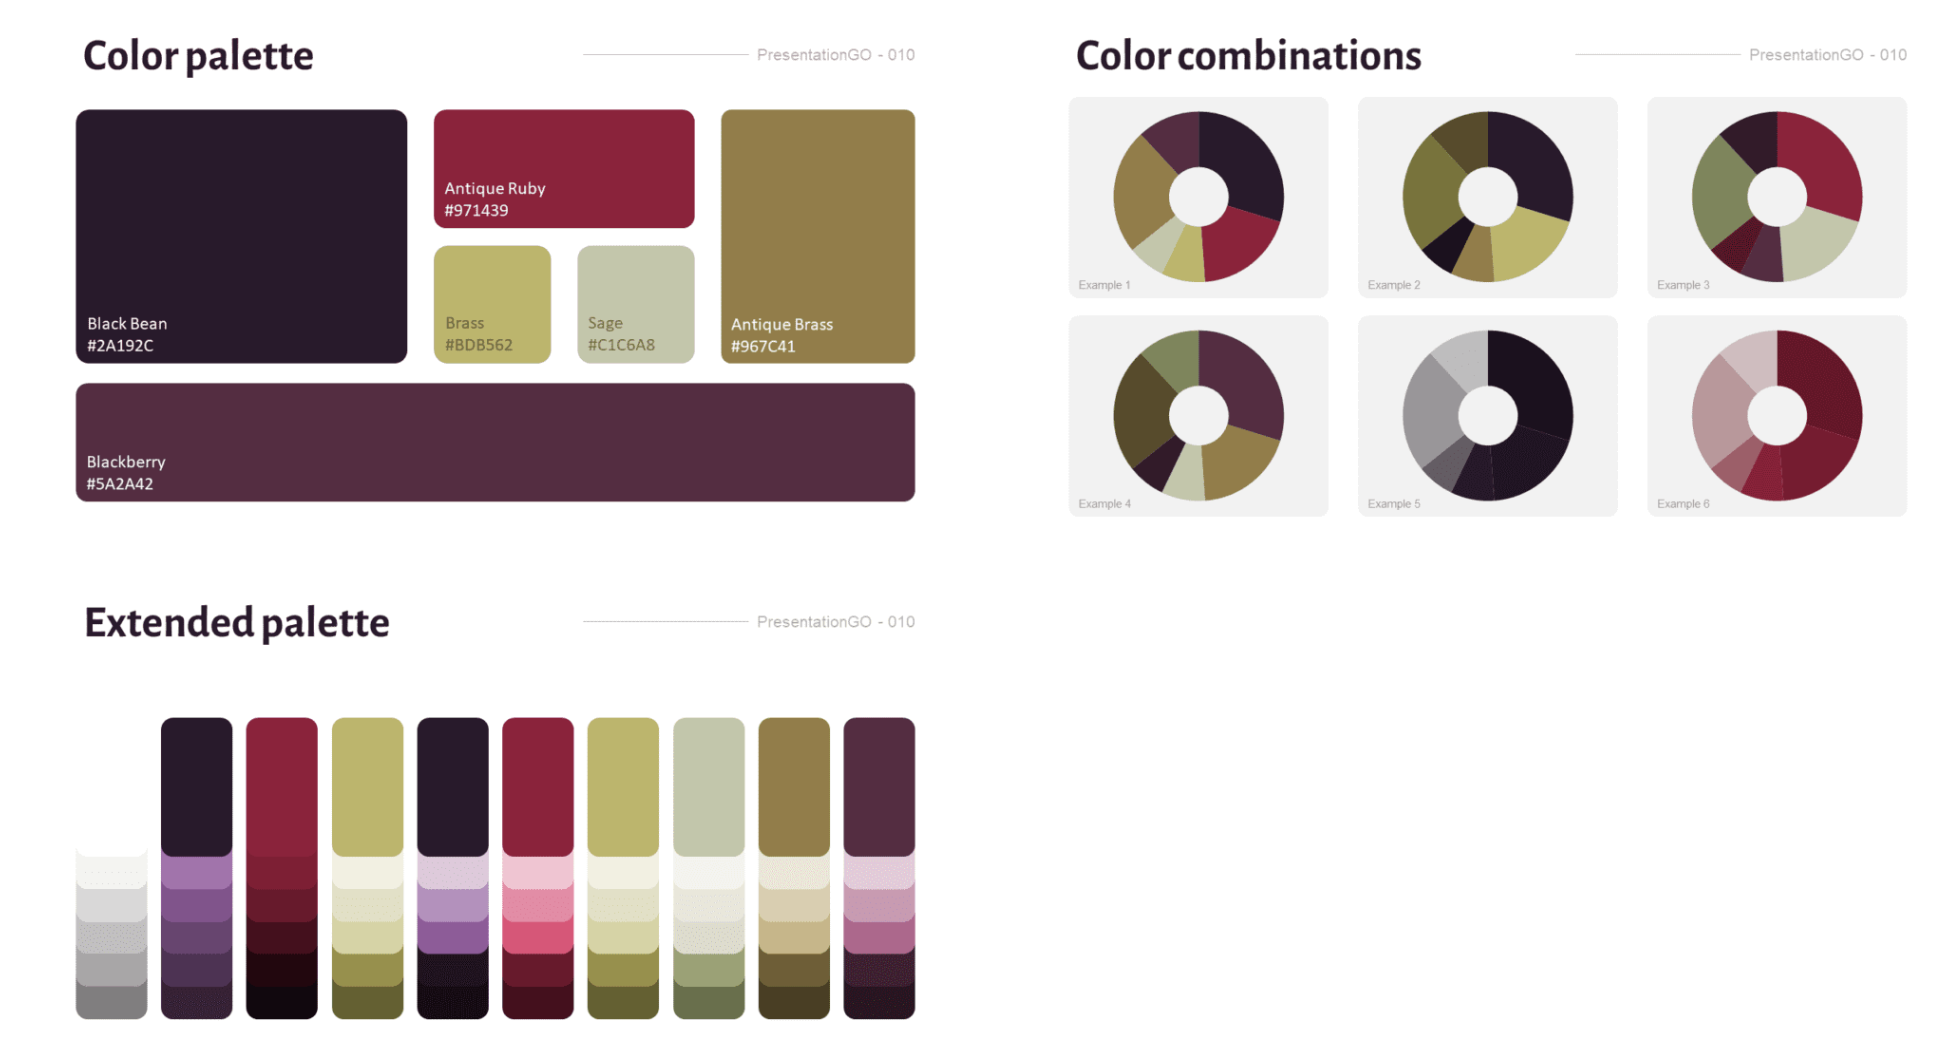 Color palette
PresentationGO - 010
Black Bean
#2A192C
Antique Ruby
#971439
Brass
#BDB562
Sage
#C1C6A8
Antique Brass
#967C41
Blackberry
#5A2A42
Color combinations
PresentationGO - 010
Example 1
Example 2
Example 3
Example 4
Example 5
Example 6
Extended palette
PresentationGO - 010